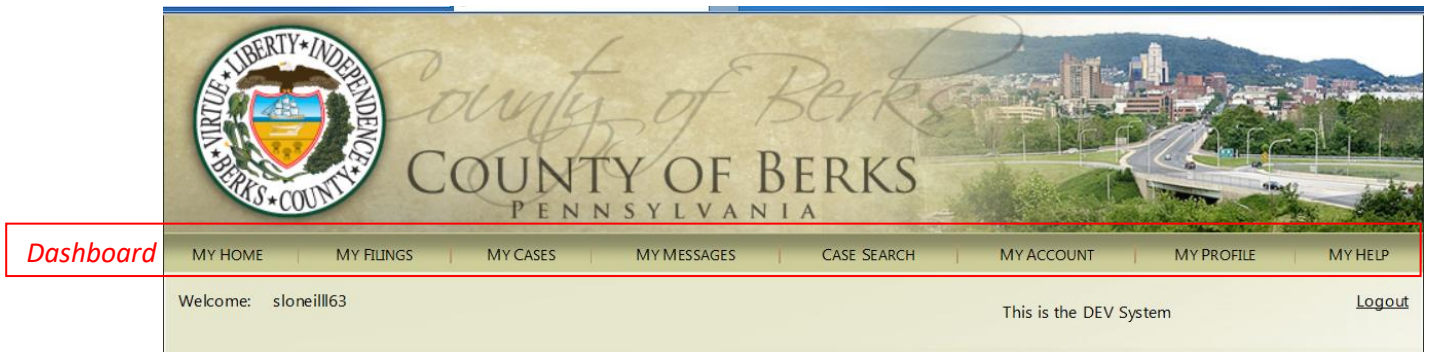 VIRTUE★LIBERTY★INDEPENDENCE
★BERKS★COUNTY★
County of Berks
COUNTY OF BERKS
PENNSYLVANIA
Dashboard
MY HOME | MY FILINGS | MY CASES | MY MESSAGES | CASE SEARCH | MY ACCOUNT | MY PROFILE | MY HELP
Welcome: sloneilll63 This is the DEV System Logout